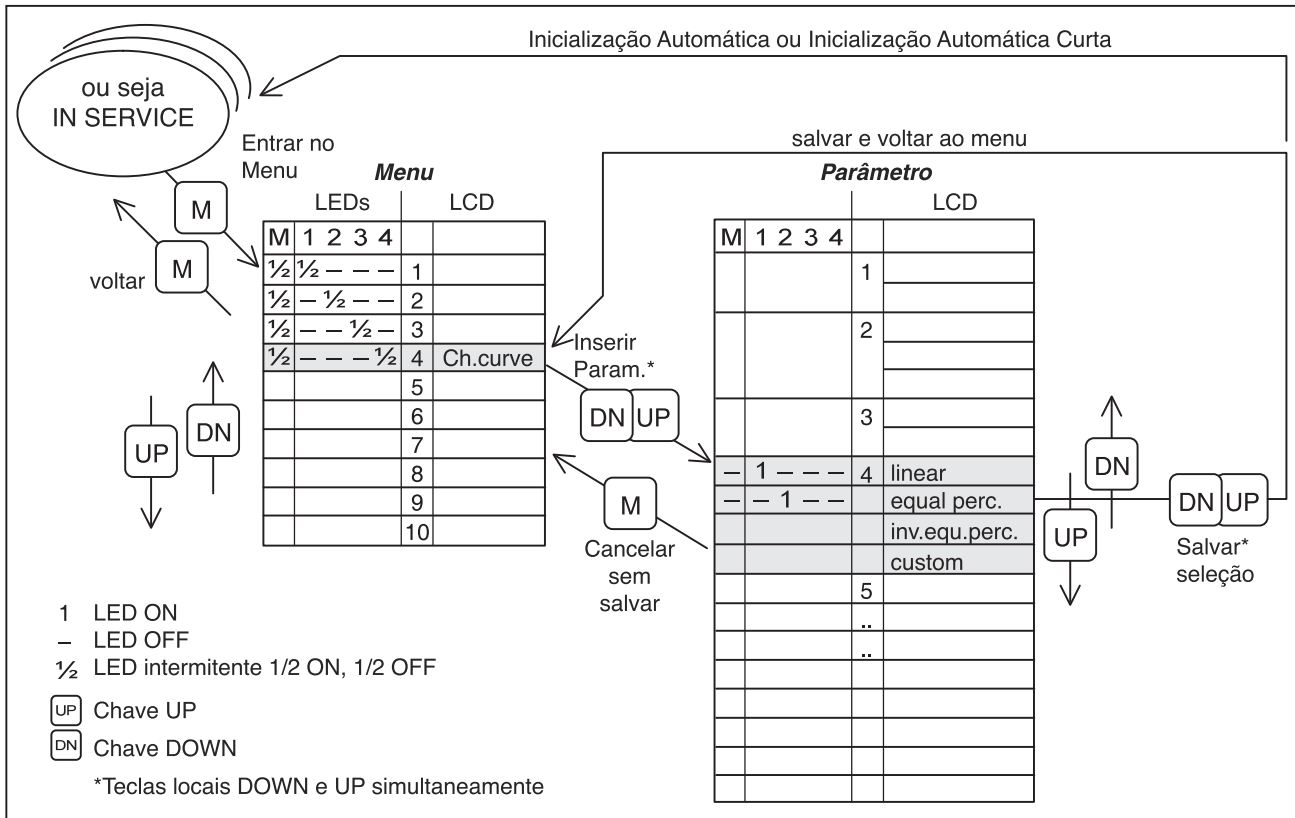 Inicialização Automática ou Inicialização Automática Curta
ou seja
IN SERVICE
Entrar no
Menu
M
voltar
M
salvar e voltar ao menu
Menu
LEDs LCD
M 1 2 3 4
½ ½ – – – 1
½ – ½ – – 2
½ – – ½ – 3
½ – – – ½ 4 Ch.curve
5
6
7
8
9
10
UP
DN
Inserir
Param.*
DN UP
M
Cancelar
sem
salvar
Parâmetro
LCD
M 1 2 3 4
1
2
3
– 1 – – – 4 linear
– – 1 – – equal perc.
inv.equ.perc.
custom
5
..
..
DN
UP
DN UP
Salvar*
seleção
1 LED ON
– LED OFF
½ LED intermitente 1/2 ON, 1/2 OFF
UP Chave UP
DN Chave DOWN
*Teclas locais DOWN e UP simultaneamente